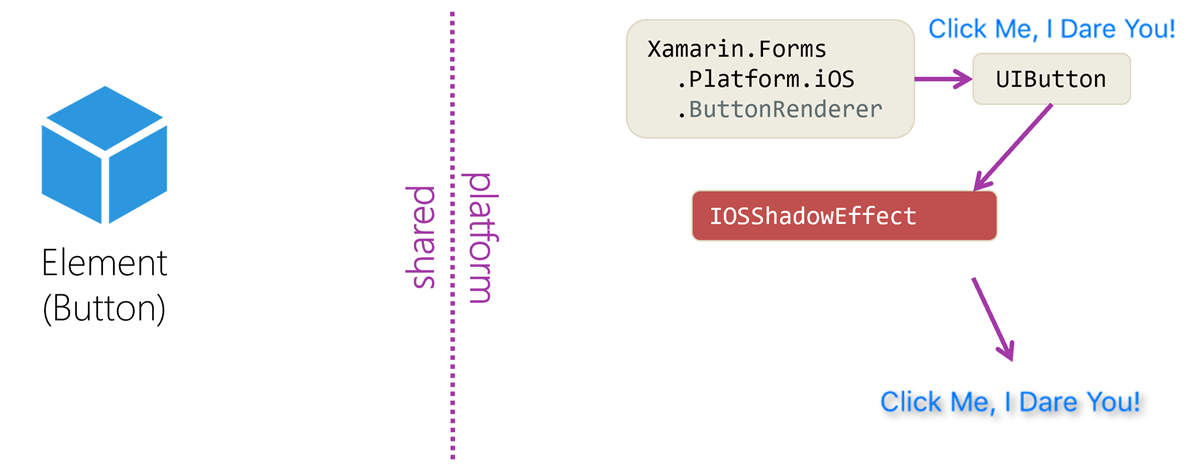 Element
(Button)
shared
platform
Xamarin.Forms
.Platform.iOS
.ButtonRenderer
Click Me, I Dare You!
UIButton
IOSShadowEffect
Click Me, I Dare You!